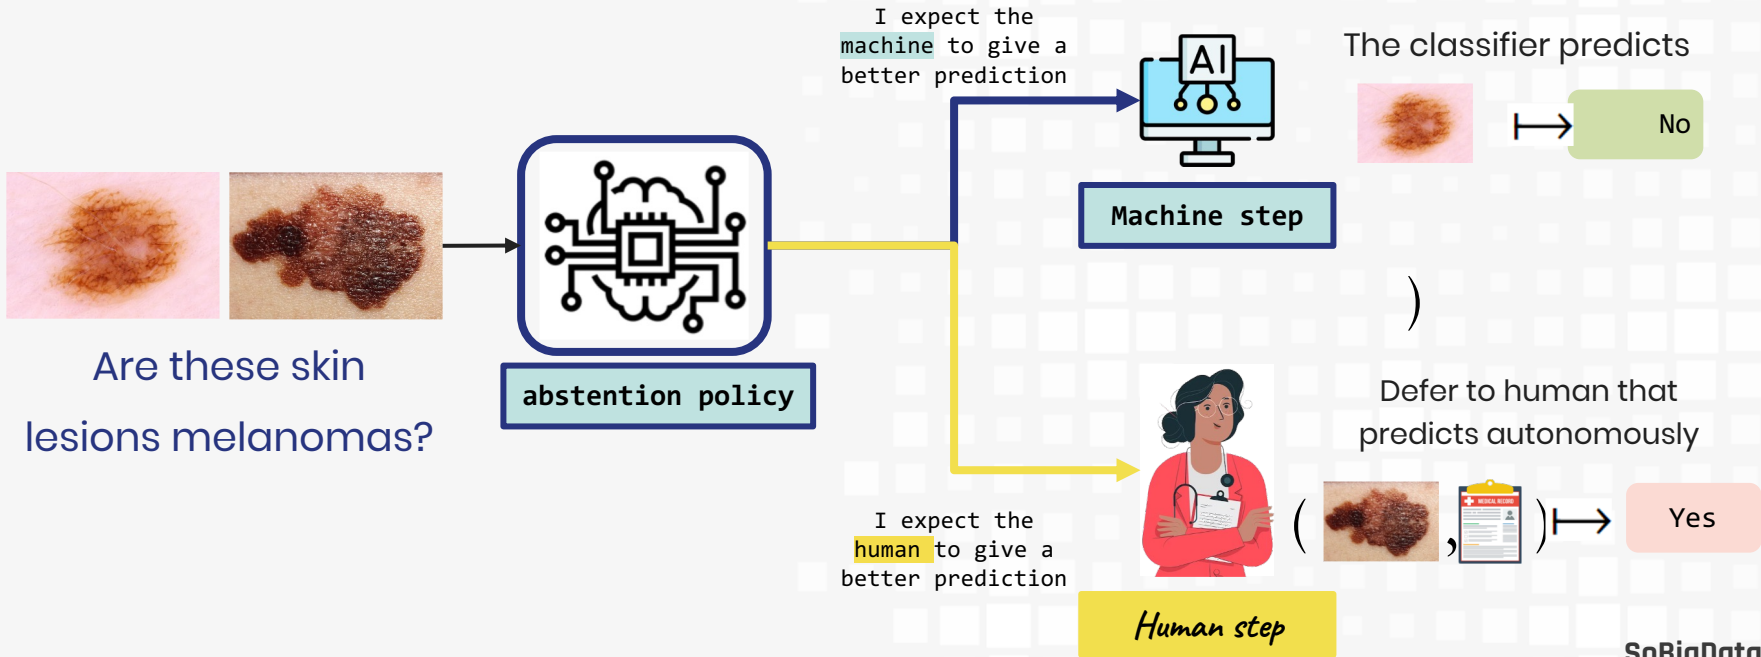 I expect the
machine to give a
better prediction
AI
The classifier predicts
No
Machine step
Are these skin
lesions melanomas?
abstention policy
)
Defer to human that
predicts autonomously
I expect the
human to give a
better prediction
(
,
MEDICAL RECORD
)
Yes
Human step
SoBigData